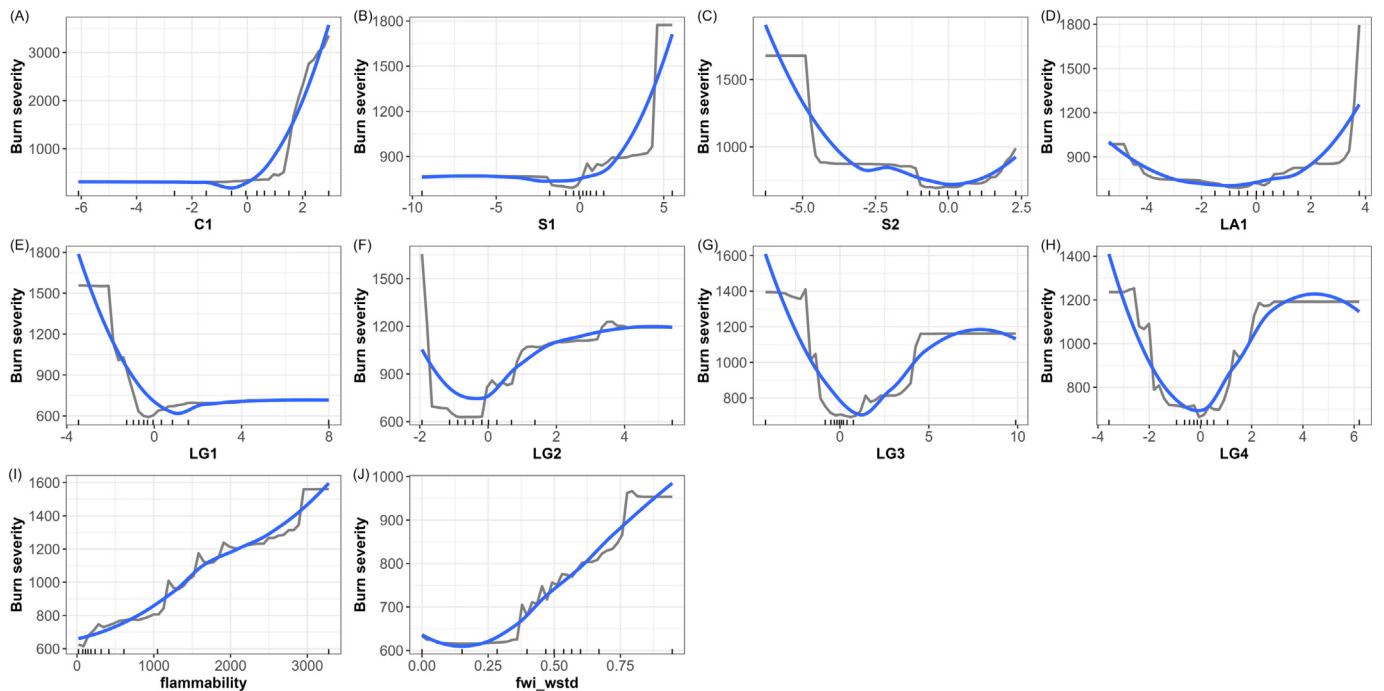 (A) (B) (C) (D)
Burn severity Burn severity Burn severity Burn severity
3000 1800 1500 1800
2000 1500 1000 1500
1000 1200 1200
900 900
-6 -4 -2 0 2 -10 -5 0 5 -5.0 -2.5 0.0 2.5 -4 -2 0 2 4
C1 S1 S2 LA1
(E) (F) (G) (H)
Burn severity Burn severity Burn severity Burn severity
1800 1600 1600 1400
1500 1400 1400 1200
1200 1200 1200 1000
900 1000 1000 800
600 800 800
600
-4 0 4 8 -2 0 2 4 0 5 10 -4 -2 0 2 4 6
LG1 LG2 LG3 LG4
(I) (J)
Burn severity Burn severity
1600 1000
1400 900
1200 800
1000 700
800 600
600
0 1000 2000 3000 0.00 0.25 0.50 0.75
flammability fwi_wstd